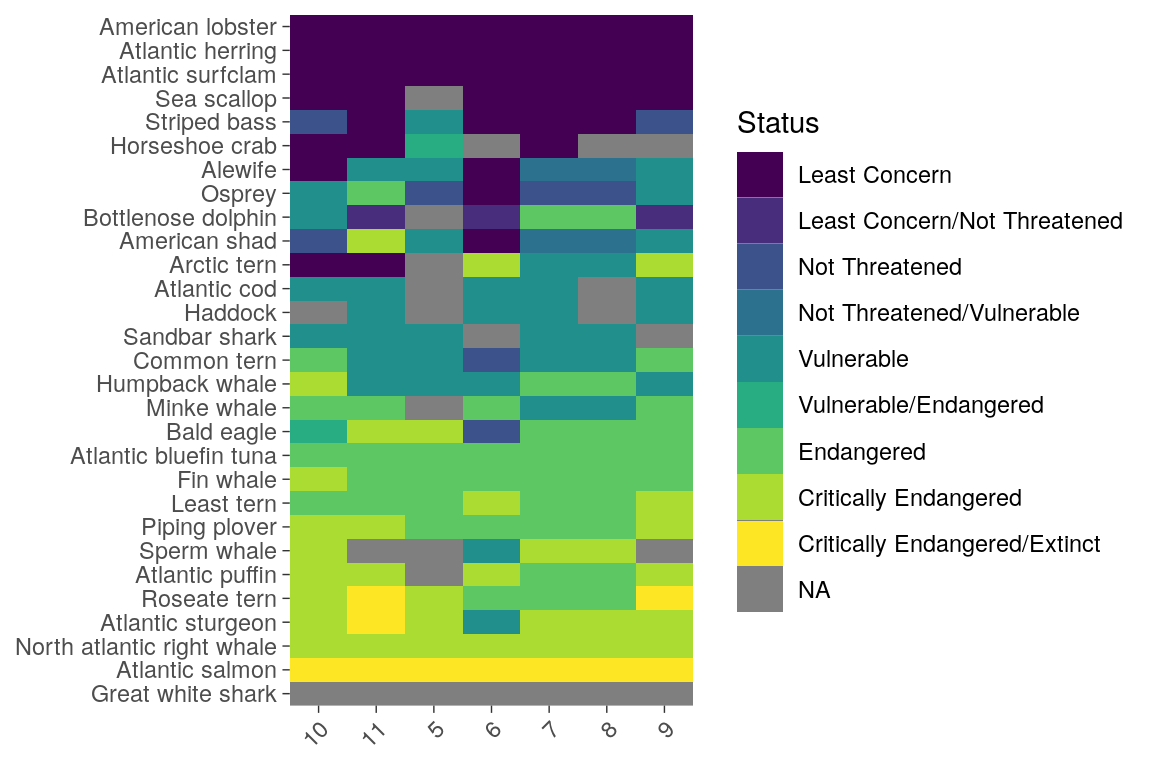 American lobster
Atlantic herring
Atlantic surfclam
Sea scallop
Striped bass
Horseshoe crab
Alewife
Osprey
Bottlenose dolphin
American shad
Arctic tern
Atlantic cod
Haddock
Sandbar shark
Common tern
Humpback whale
Minke whale
Bald eagle
Atlantic bluefin tuna
Fin whale
Least tern
Piping plover
Sperm whale
Atlantic puffin
Roseate tern
Atlantic sturgeon
North atlantic right whale
Atlantic salmon
Great white shark
10 11 5 6 7 8 9
Status
Least Concern
Least Concern/Not Threatened
Not Threatened
Not Threatened/Vulnerable
Vulnerable
Vulnerable/Endangered
Endangered
Critically Endangered
Critically Endangered/Extinct
NA